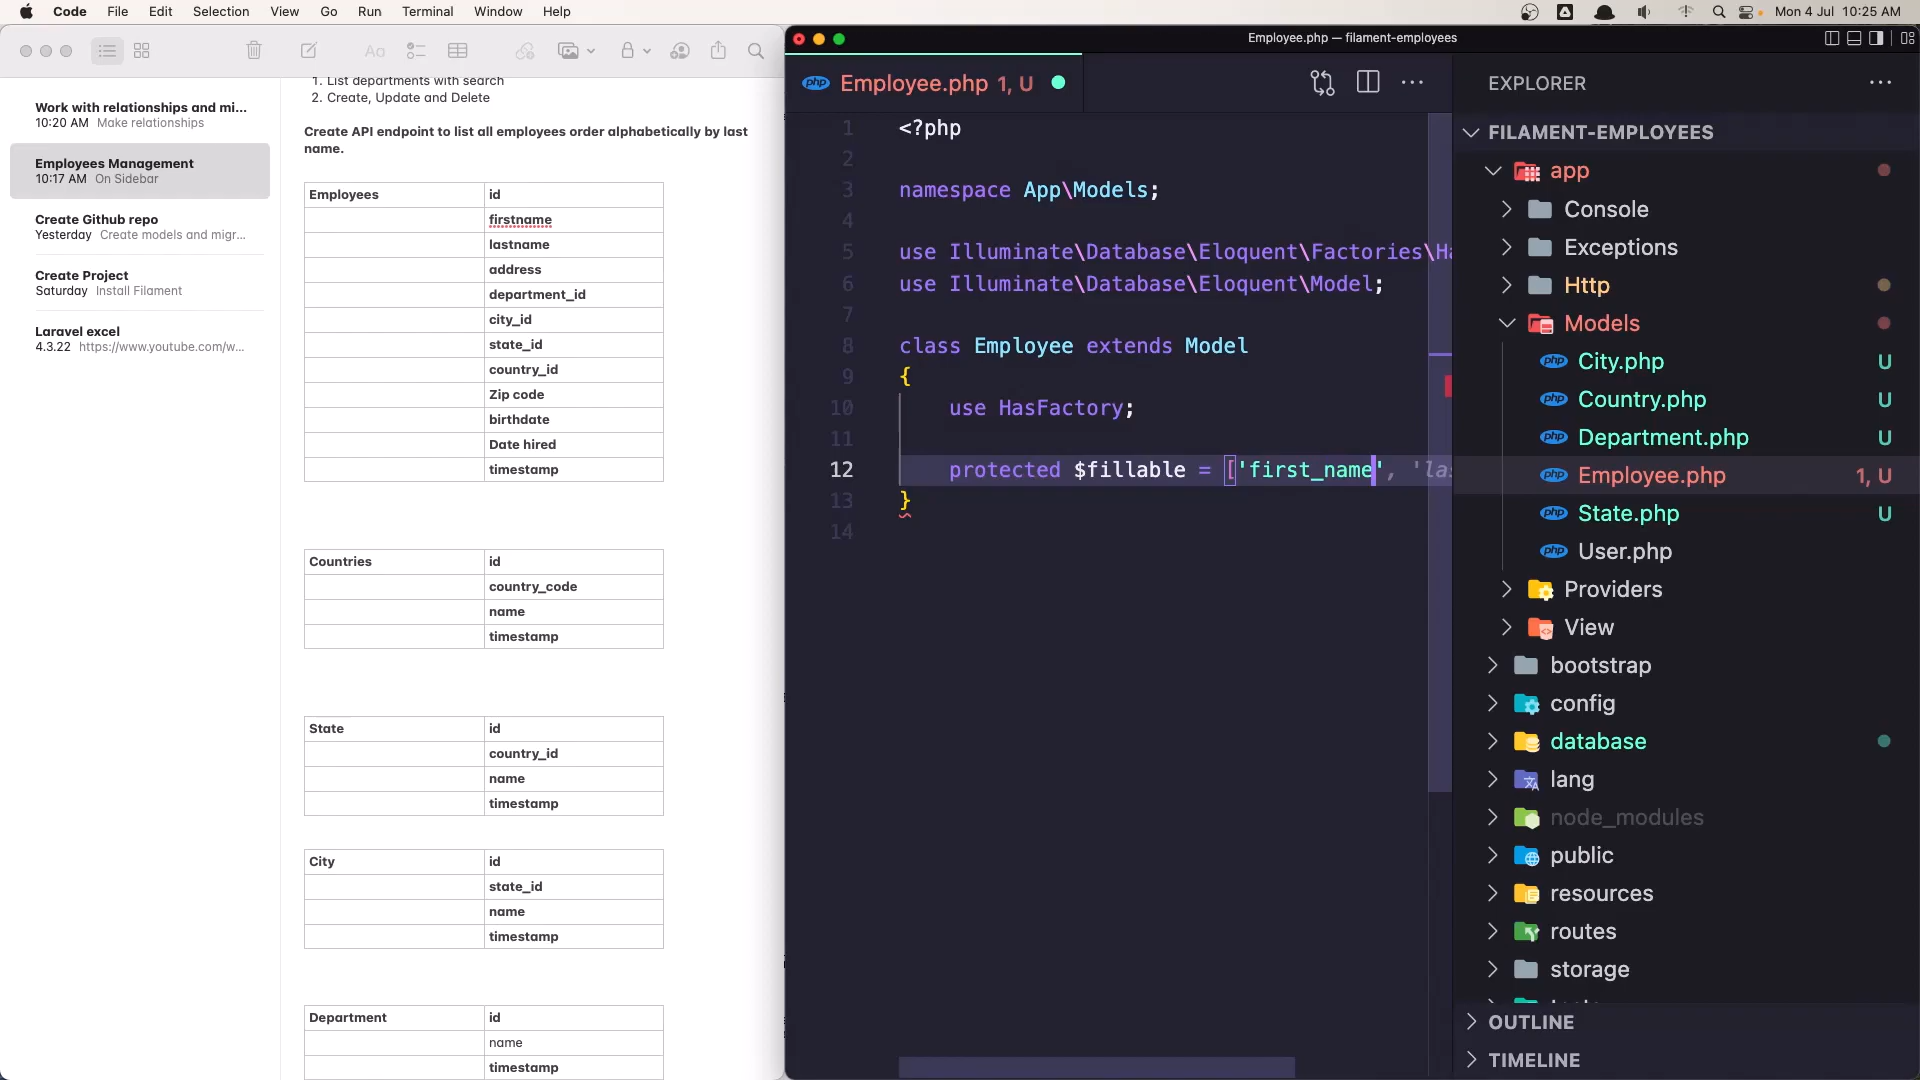 Code File Edit Selection View Go Run Terminal Window Help
Mon 4 Jul 10:25 AM
Work with relationships and mi...
10:20 AM Make relationships
Employees Management
10:17 AM On Sidebar
Create Github repo
Yesterday Create models and migr...
Create Project
Saturday Install Filament
Laravel excel
4.3.22 https://www.youtube.com/w...
Aa
1. List departments with search
2. Create, Update and Delete
Create API endpoint to list all employees order alphabetically by last
name.
Employees id
firstname
lastname
address
department_id
city_id
state_id
country_id
Zip code
birthdate
Date hired
timestamp
Countries id
country_code
name
timestamp
State id
country_id
name
timestamp
City id
state_id
name
timestamp
Department id
name
timestamp
Employee.php — filament-employees
php Employee.php 1, U
1 <?php
2
3 namespace App\Models;
4
5 use Illuminate\Database\Eloquent\Factories\Ha
6 use Illuminate\Database\Eloquent\Model;
7
8 class Employee extends Model
9 {
10 use HasFactory;
11
12 protected $fillable = ['first_name', 'las
13 }
14
EXPLORER
FILAMENT-EMPLOYEES
app
Console
Exceptions
Http
Models
php City.php U
php Country.php U
php Department.php U
php Employee.php 1, U
php State.php U
php User.php
Providers
View
bootstrap
config
database
lang
node_modules
public
resources
routes
storage
OUTLINE
TIMELINE